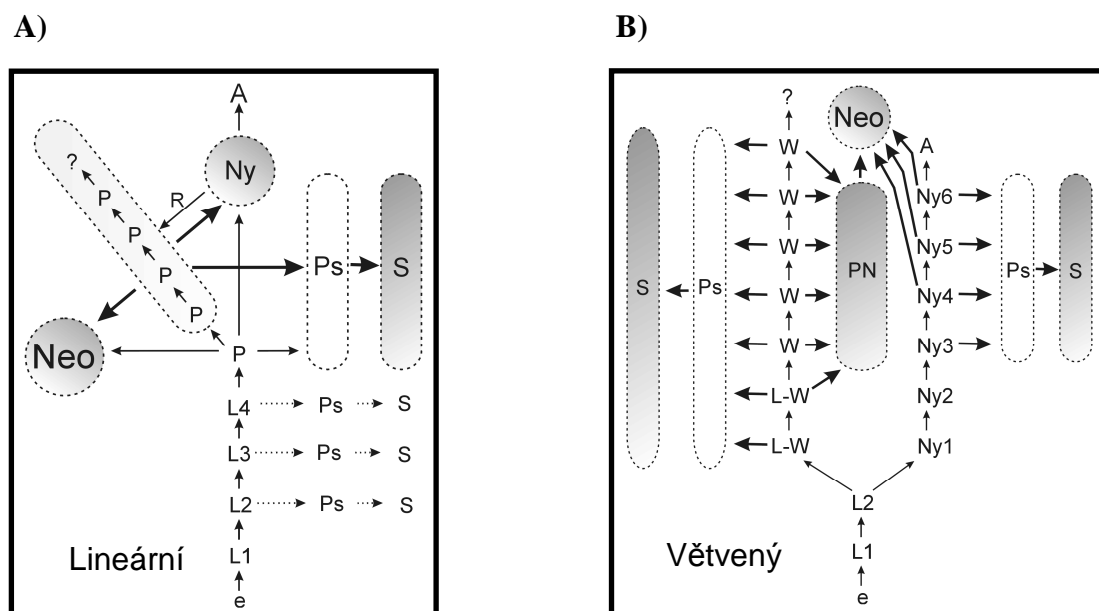 A)
A
Ny
?
R
P
P
P
P
P
Ps
S
Neo
P
L4
Ps
S
L3
Ps
S
L2
Ps
S
L1
e
Lineární
B)
?
Neo
W
A
W
Ny6
W
Ny5
S
Ps
W
PN
Ny4
Ps
S
W
Ny3
L-W
Ny2
L-W
Ny1
L2
L1
e
Větvený